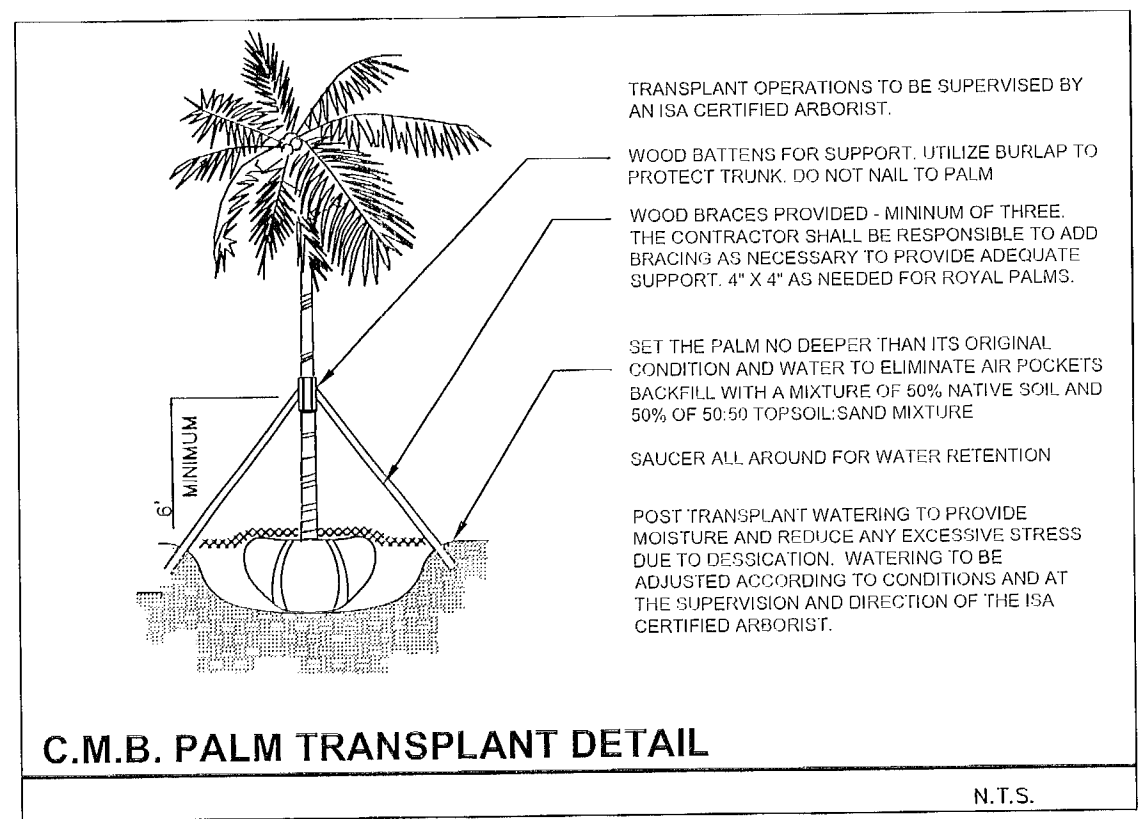 TRANSPLANT OPERATIONS TO BE SUPERVISED BY
AN ISA CERTIFIED ARBORIST.
WOOD BATTENS FOR SUPPORT. UTILIZE BURLAP TO
PROTECT TRUNK. DO NOT NAIL TO PALM
WOOD BRACES PROVIDED - MININUM OF THREE.
THE CONTRACTOR SHALL BE RESPONSIBLE TO ADD
BRACING AS NECESSARY TO PROVIDE ADEQUATE
SUPPORT. 4" X 4" AS NEEDED FOR ROYAL PALMS.
SET THE PALM NO DEEPER THAN ITS ORIGINAL
CONDITION AND WATER TO ELIMINATE AIR POCKETS
BACKFILL WITH A MIXTURE OF 50% NATIVE SOIL AND
50% OF 50:50 TOPSOIL:SAND MIXTURE
SAUCER ALL AROUND FOR WATER RETENTION
POST TRANSPLANT WATERING TO PROVIDE
MOISTURE AND REDUCE ANY EXCESSIVE STRESS
DUE TO DESSICATION. WATERING TO BE
ADJUSTED ACCORDING TO CONDITIONS AND AT
THE SUPERVISION AND DIRECTION OF THE ISA
CERTIFIED ARBORIST.
6' MINIMUM
C.M.B. PALM TRANSPLANT DETAIL
N.T.S.